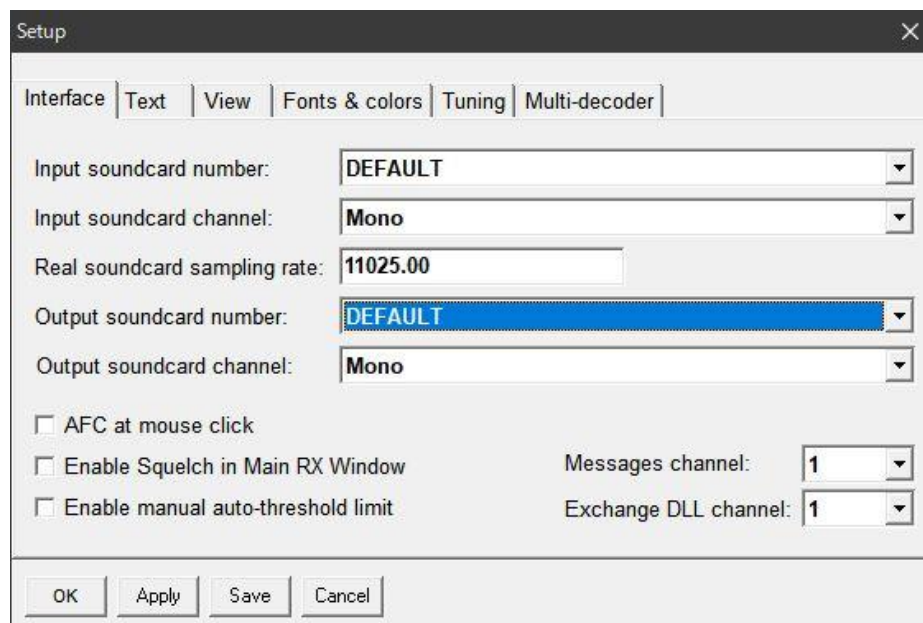 Setup
Interface Text View Fonts & colors Tuning Multi-decoder
Input soundcard number: DEFAULT
Input soundcard channel: Mono
Real soundcard sampling rate: 11025.00
Output soundcard number: DEFAULT
Output soundcard channel: Mono
AFC at mouse click
Enable Squelch in Main RX Window Messages channel: 1
Enable manual auto-threshold limit Exchange DLL channel: 1
OK Apply Save Cancel